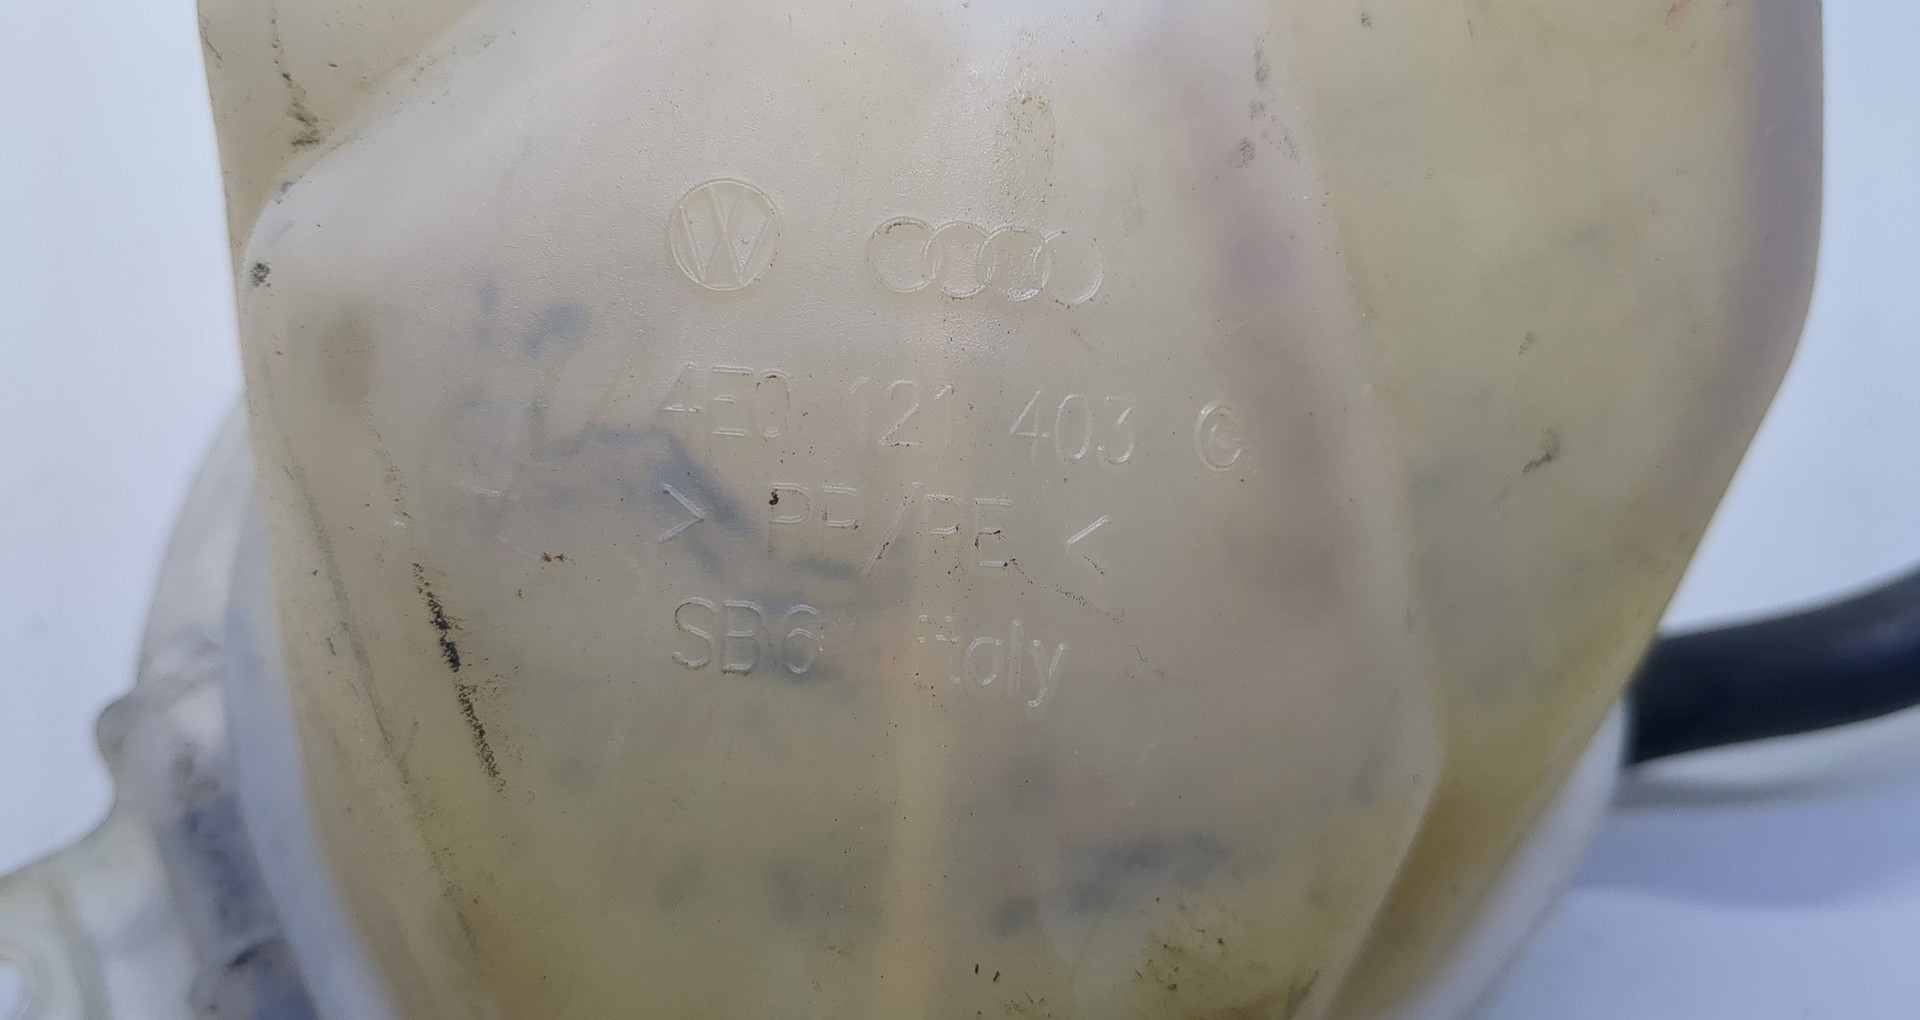 4E0 121 403 C
> PP/PE <
SB6 italy